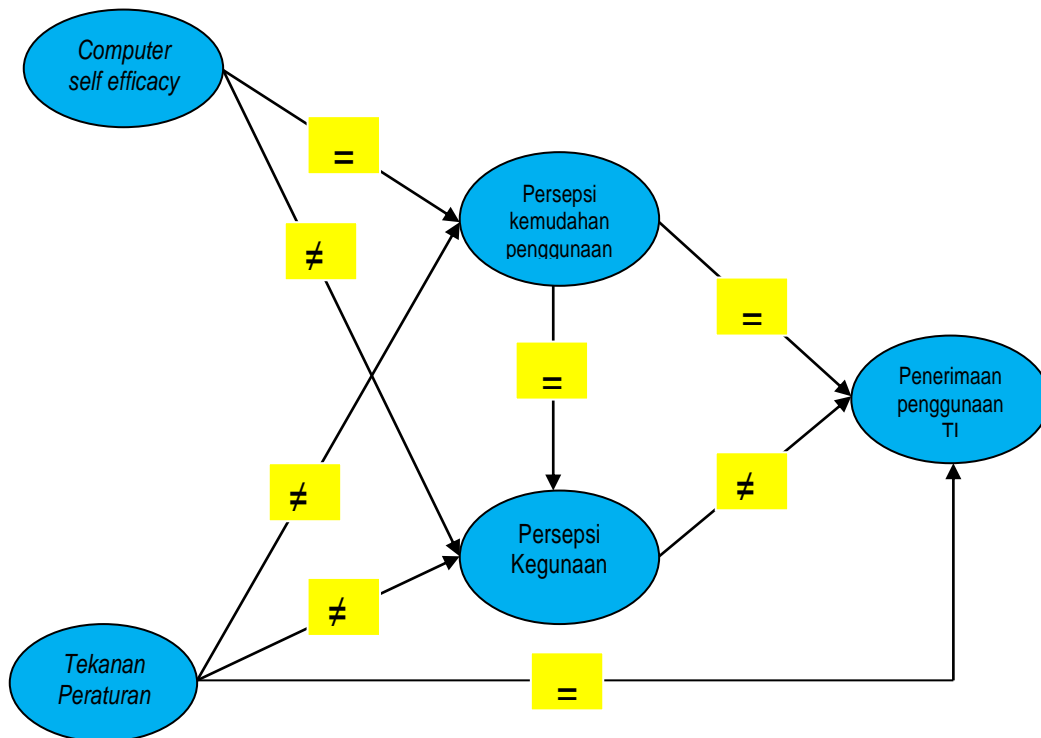 Computer
self efficacy
=
Persepsi
kemudahan
penggunaan
≠
=
=
Penerimaan
penggunaan
TI
≠
≠
Persepsi
Kegunaan
≠
Tekanan
Peraturan
=